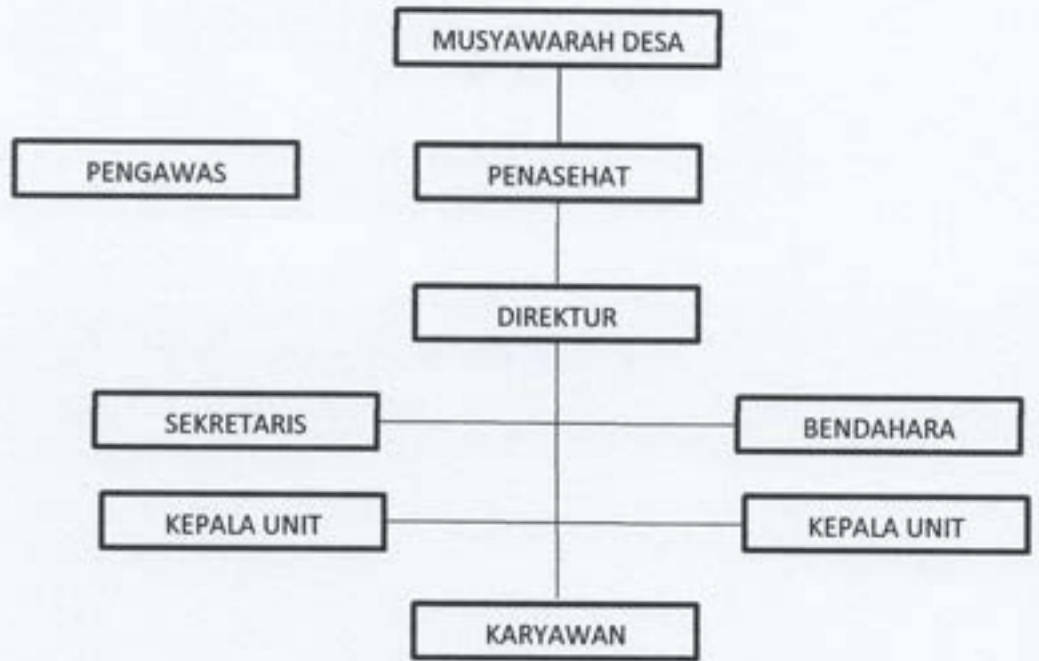 MUSYAWARAH DESA
PENGAWAS
PENASEHAT
DIREKTUR
SEKRETARIS
BENDAHARA
KEPALA UNIT
KEPALA UNIT
KARYAWAN